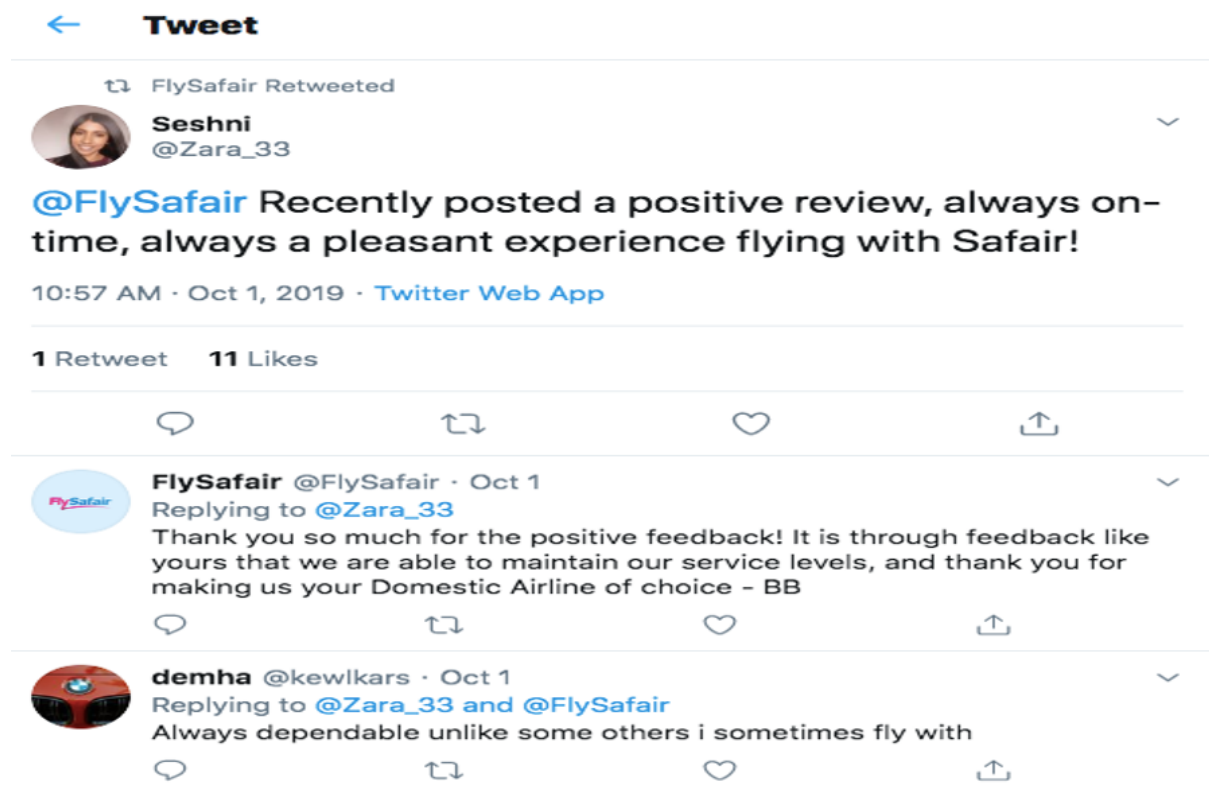 Tweet
FlySafair Retweeted
Seshni
@Zara_33
@FlySafair Recently posted a positive review, always on-
time, always a pleasant experience flying with Safair!
10:57 AM · Oct 1, 2019 · Twitter Web App
1 Retweet 11 Likes
FlySafair @FlySafair · Oct 1
FlySafair
Replying to @Zara_33
Thank you so much for the positive feedback! It is through feedback like
yours that we are able to maintain our service levels, and thank you for
making us your Domestic Airline of choice - BB
demha @kewlkars · Oct 1
Replying to @Zara_33 and @FlySafair
Always dependable unlike some others i sometimes fly with